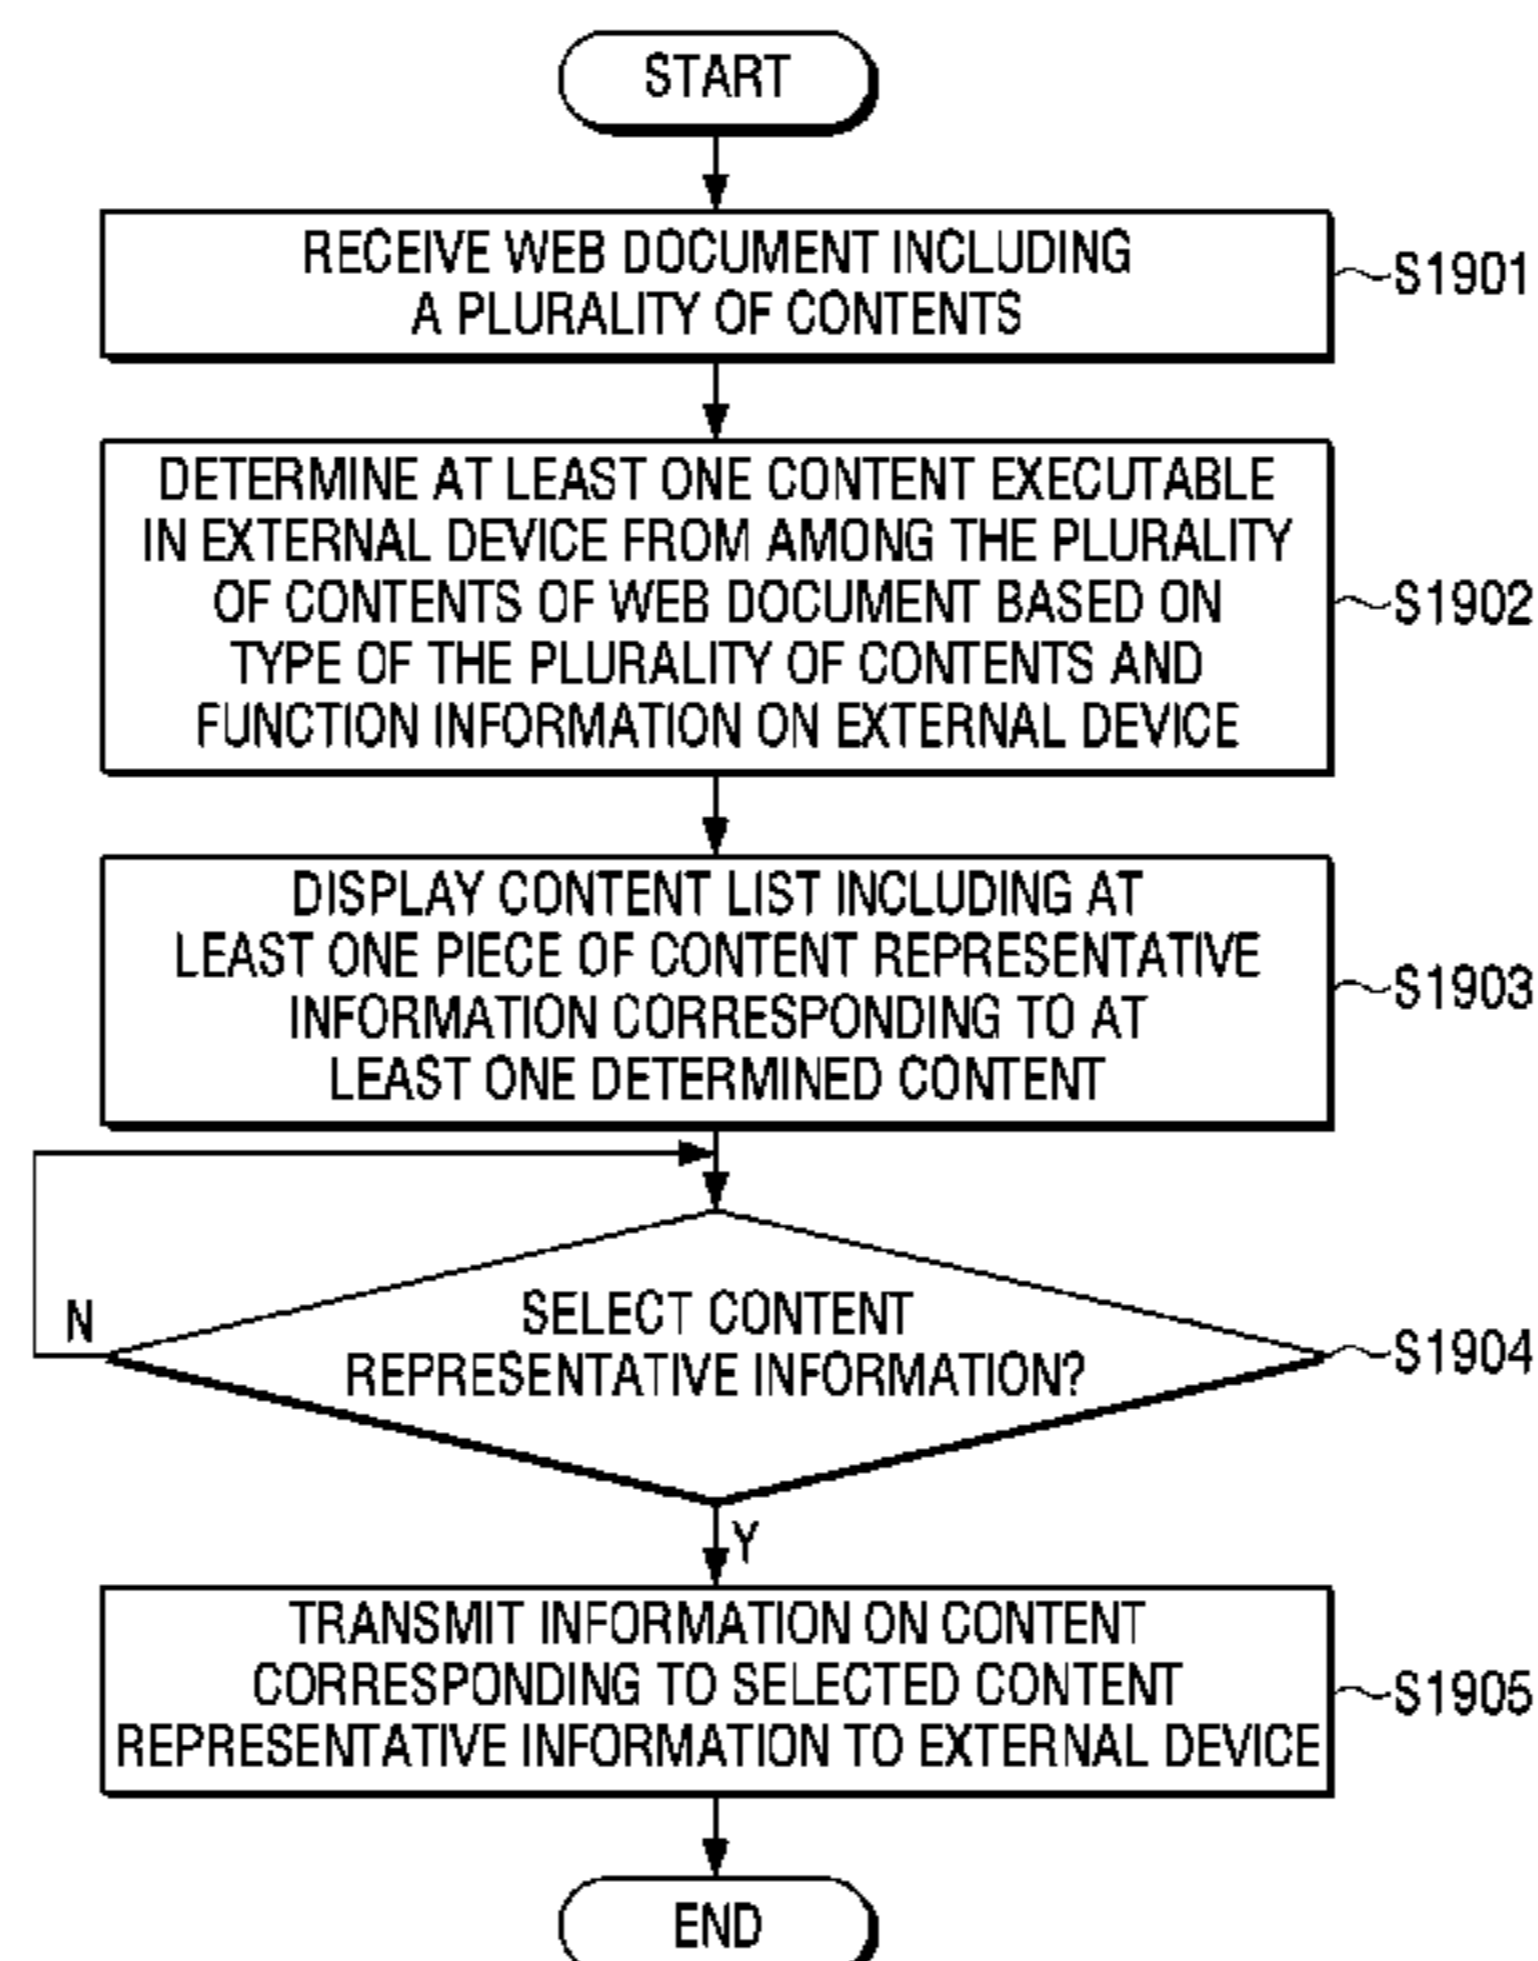 START
RECEIVE WEB DOCUMENT INCLUDING
A PLURALITY OF CONTENTS
S1901
DETERMINE AT LEAST ONE CONTENT EXECUTABLE
IN EXTERNAL DEVICE FROM AMONG THE PLURALITY
OF CONTENTS OF WEB DOCUMENT BASED ON
TYPE OF THE PLURALITY OF CONTENTS AND
FUNCTION INFORMATION ON EXTERNAL DEVICE
S1902
DISPLAY CONTENT LIST INCLUDING AT
LEAST ONE PIECE OF CONTENT REPRESENTATIVE
INFORMATION CORRESPONDING TO AT
LEAST ONE DETERMINED CONTENT
S1903
N
SELECT CONTENT
REPRESENTATIVE INFORMATION?
S1904
Y
TRANSMIT INFORMATION ON CONTENT
CORRESPONDING TO SELECTED CONTENT
REPRESENTATIVE INFORMATION TO EXTERNAL DEVICE
S1905
END